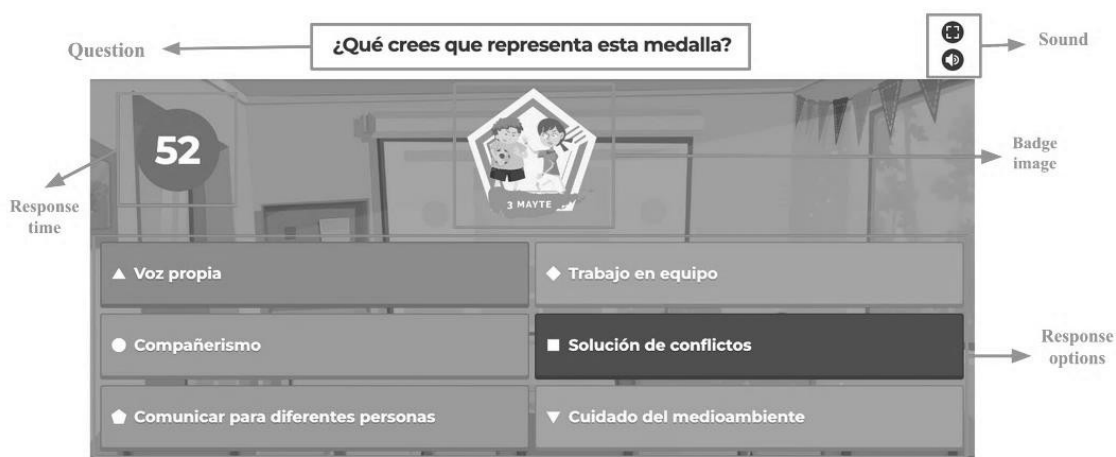 Question
¿Qué crees que representa esta medalla?
Sound
52
3 MAYTE
Badge
image
Response
time
Voz propia
Trabajo en equipo
Compañerismo
Solución de conflictos
Response
options
Comunicar para diferentes personas
Cuidado del medioambiente